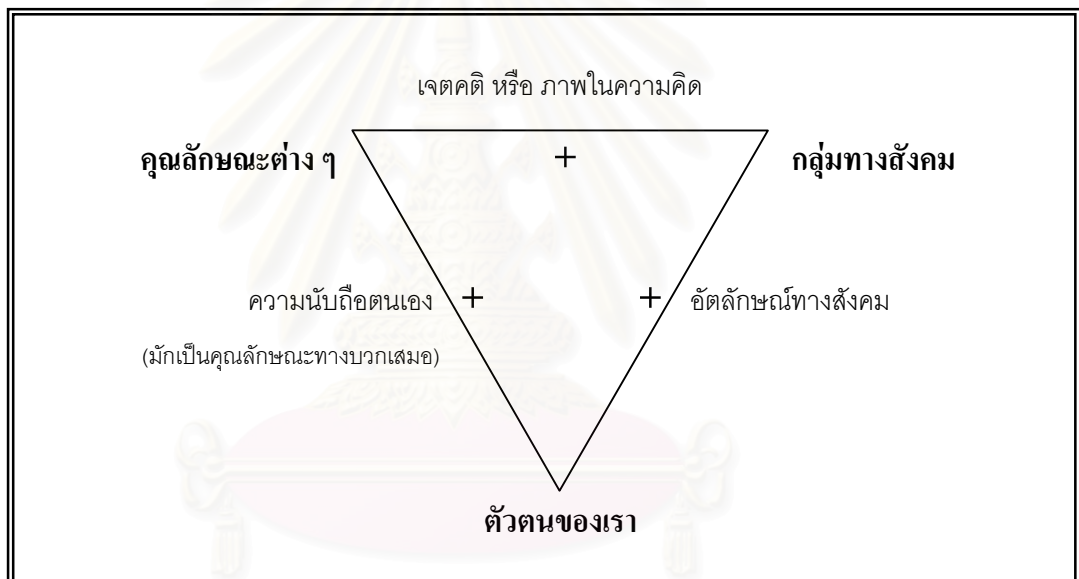 เจตคติ หรือ ภาพในความคิด
คุณลักษณะต่าง ๆ
+
กลุ่มทางสังคม
ความนับถือตนเอง
+
+
อัตลักษณ์ทางสังคม
(มักเป็นคุณลักษณะทางบวกเสมอ)
ตัวตนของเรา